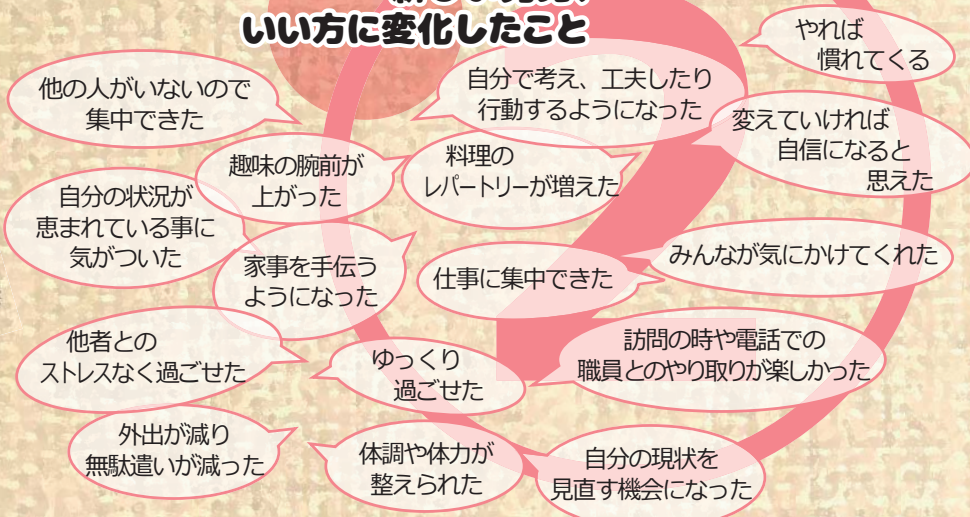 いい方に変化したこと
やれば
慣れてくる
他の人がいないので
集中できた
自分で考え、工夫したり
行動するようになった
変えていければ
自信になると
思えた
趣味の腕前が
上がった
料理の
レパートリーが増えた
自分の状況が
恵まれている事に
気がついた
家事を手伝う
ようになった
仕事に集中できた
みんなが気にかけてくれた
他者との
ストレスなく過ごせた
ゆっくり
過ごせた
訪問の時や電話での
職員とのやり取りが楽しかった
外出が減り
無駄遣いが減った
体調や体力が
整えられた
自分の現状を
見直す機会になった